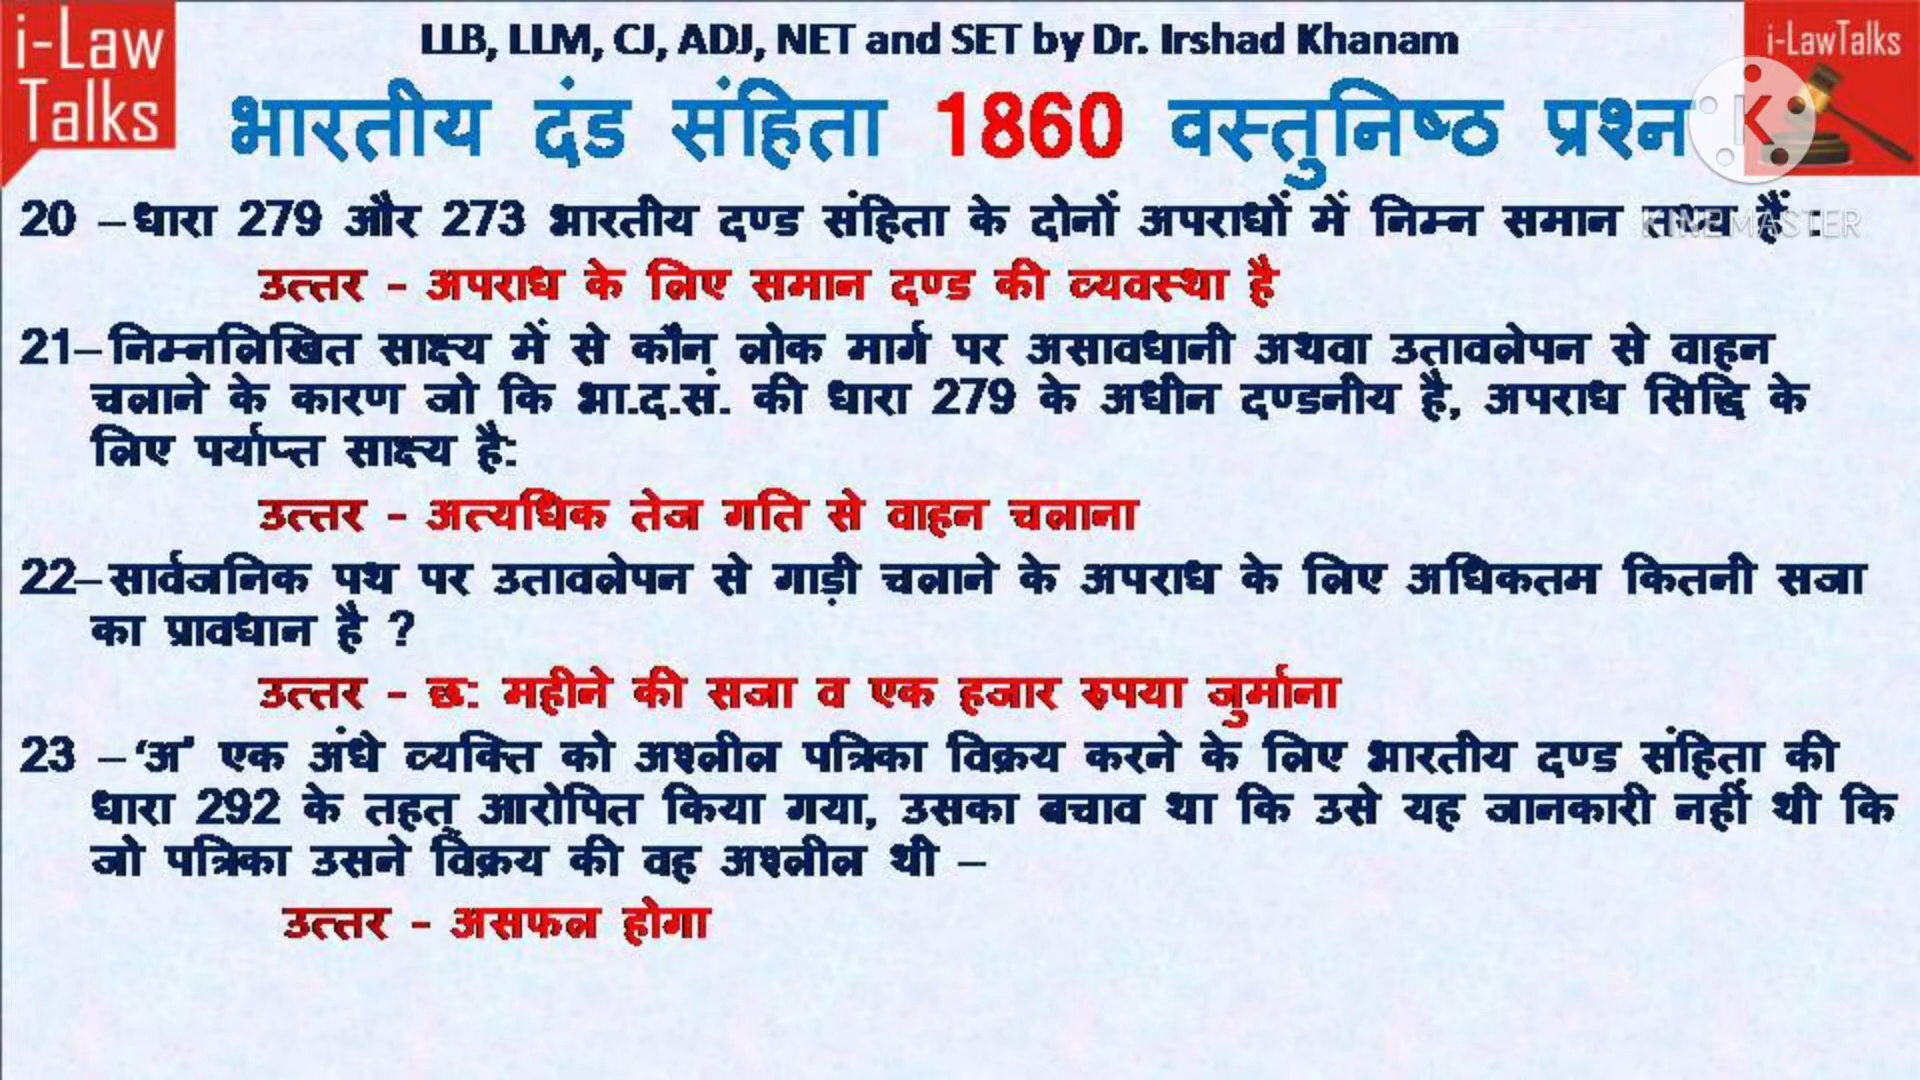 i-Law
Talks
LLB, LLM, CJ, ADJ, NET and SET by Dr. Irshad Khanam
i-LawTalks
K
भारतीय दंड संहिता 1860 वस्तुनिष्ठ प्रश्न
20 –धारा 279 और 273 भारतीय दण्ड संहिता के दोनों अपराधों में निम्न समान तथ्य हैं :
KINEMASTER
उत्तर - अपराध के लिए समान दण्ड की व्यवस्था है
21–निम्नलिखित साक्ष्य में से कौन् लोक मार्ग पर असावधानी अथवा उतावलेपन से वाहन
चलाने के कारण जो कि भा.द.सं. की धारा 279 के अधीन दण्डनीय है, अपराध सिद्धि के
लिए पर्याप्त साक्ष्य है:
उत्तर - अत्यधिक तेज गति से वाहन चलाना
22–सार्वजनिक पथ पर उतावलेपन से गाड़ी चलाने के अपराध के लिए अधिकतम कितनी सजा
का प्रावधान है ?
उत्तर - छ: महीने की सजा व एक हजार रुपया जुर्माना
23 –‘अ’ एक अंधे व्यक्ति को अश्लील पत्रिका विक्रय करने के लिए भारतीय दण्ड संहिता की
धारा 292 के तहत् आरोपित किया गया, उसका बचाव था कि उसे यह जानकारी नहीं थी कि
जो पत्रिका उसने विक्रय की वह अश्लील थी –
उत्तर - असफल होगा